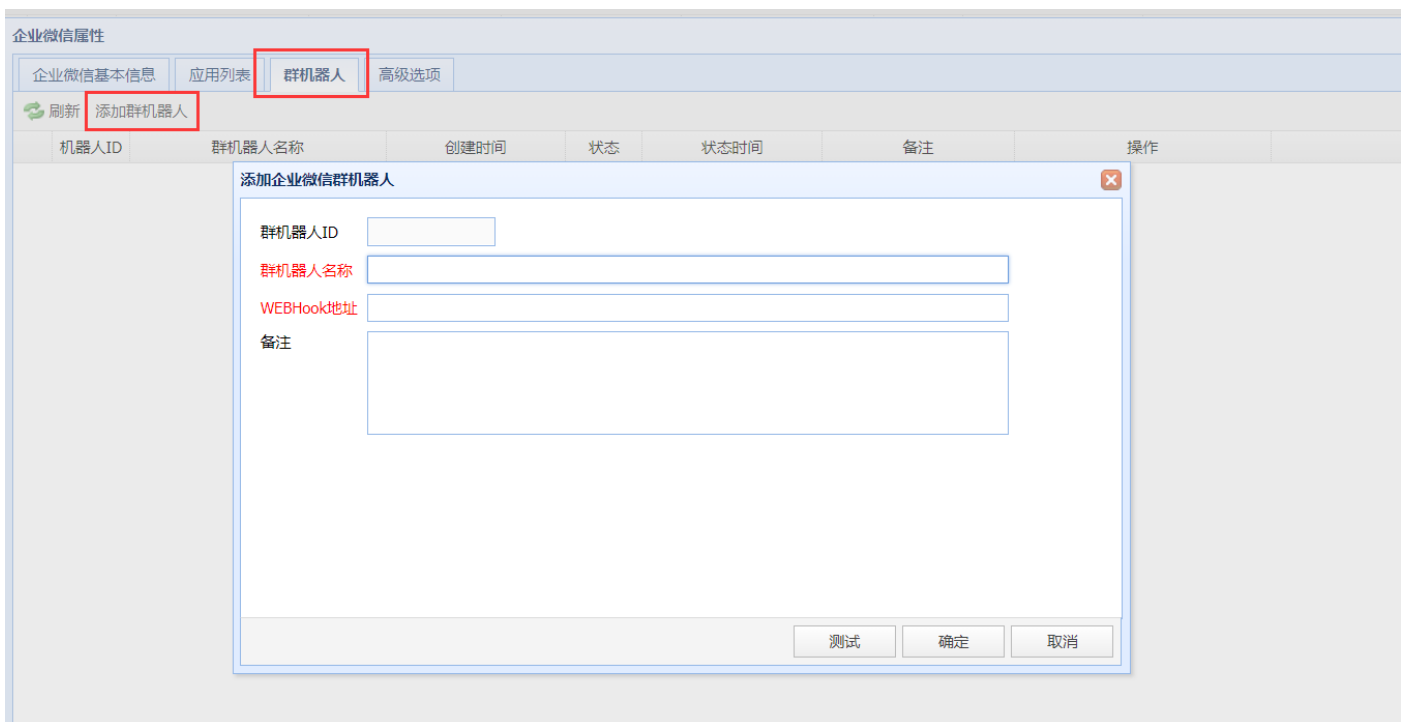 企业微信属性
企业微信基本信息 应用列表 群机器人 高级选项
刷新 添加群机器人
机器人ID 群机器人名称 创建时间 状态 状态时间 备注 操作
添加企业微信群机器人
群机器人ID
群机器人名称
WEBHook地址
备注
测试 确定 取消